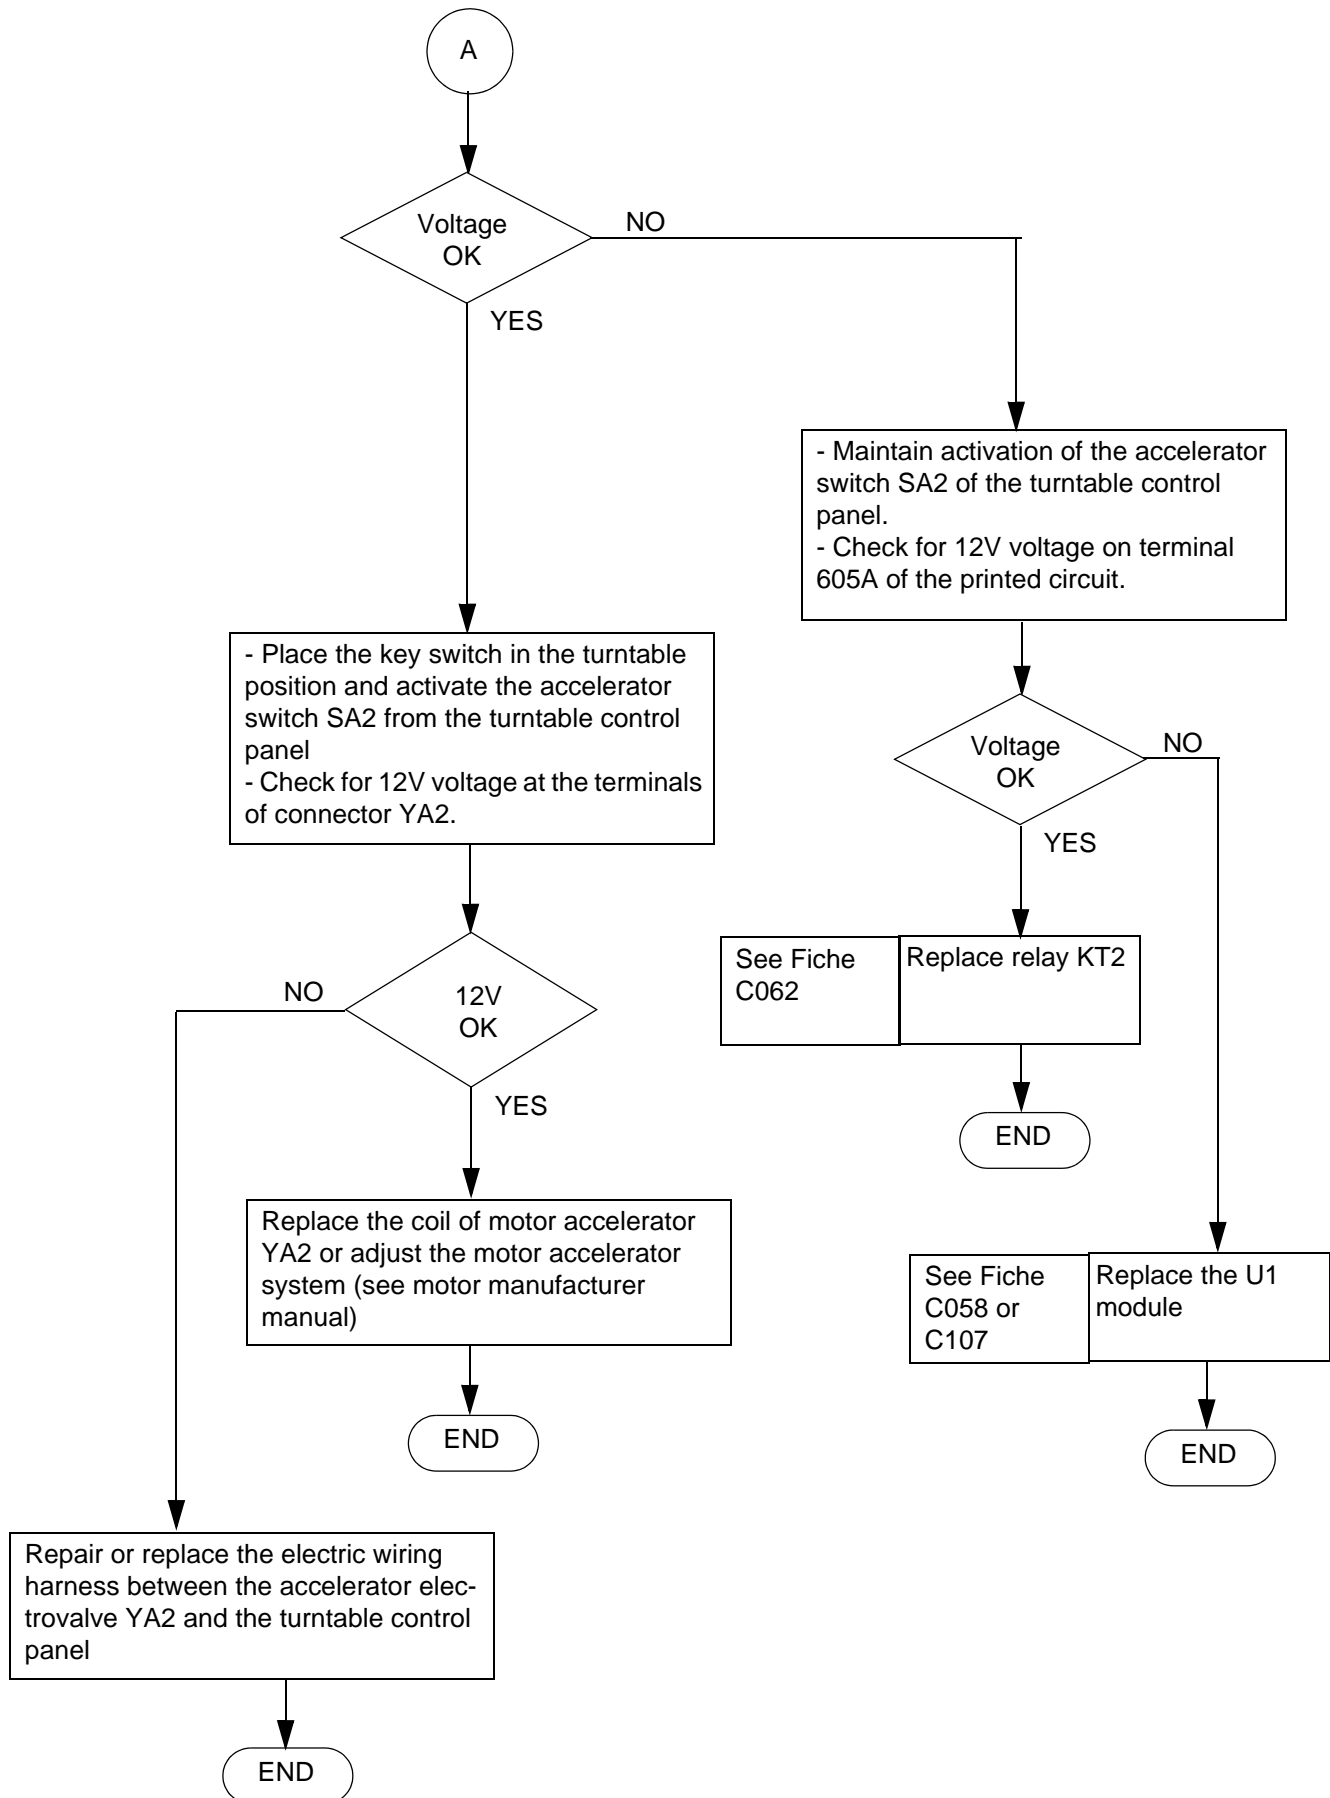 A
Voltage
OK
NO
YES
- Maintain activation of the accelerator
switch SA2 of the turntable control
panel.
- Check for 12V voltage on terminal
605A of the printed circuit.
- Place the key switch in the turntable
position and activate the accelerator
switch SA2 from the turntable control
panel
- Check for 12V voltage at the terminals
of connector YA2.
Voltage
OK
NO
YES
See Fiche
C062
Replace relay KT2
END
12V
OK
NO
YES
Replace the coil of motor accelerator
YA2 or adjust the motor accelerator
system (see motor manufacturer
manual)
END
See Fiche
C058 or
C107
Replace the U1
module
END
Repair or replace the electric wiring
harness between the accelerator elec-
trovalve YA2 and the turntable control
panel
END